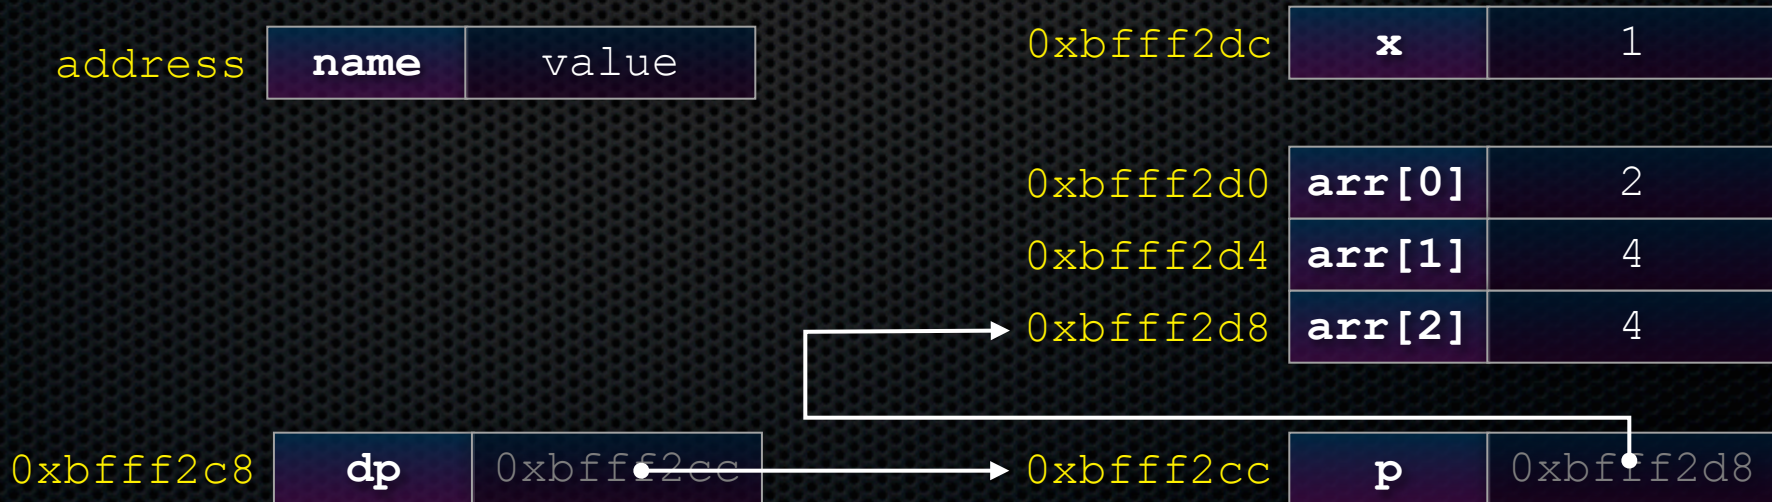 address name value
0xbfff2dc x 1
0xbfff2d0 arr[0] 2
0xbfff2d4 arr[1] 4
0xbfff2d8 arr[2] 4
0xbfff2c8 dp 0xbfff2cc
0xbfff2cc p 0xbfff2d8